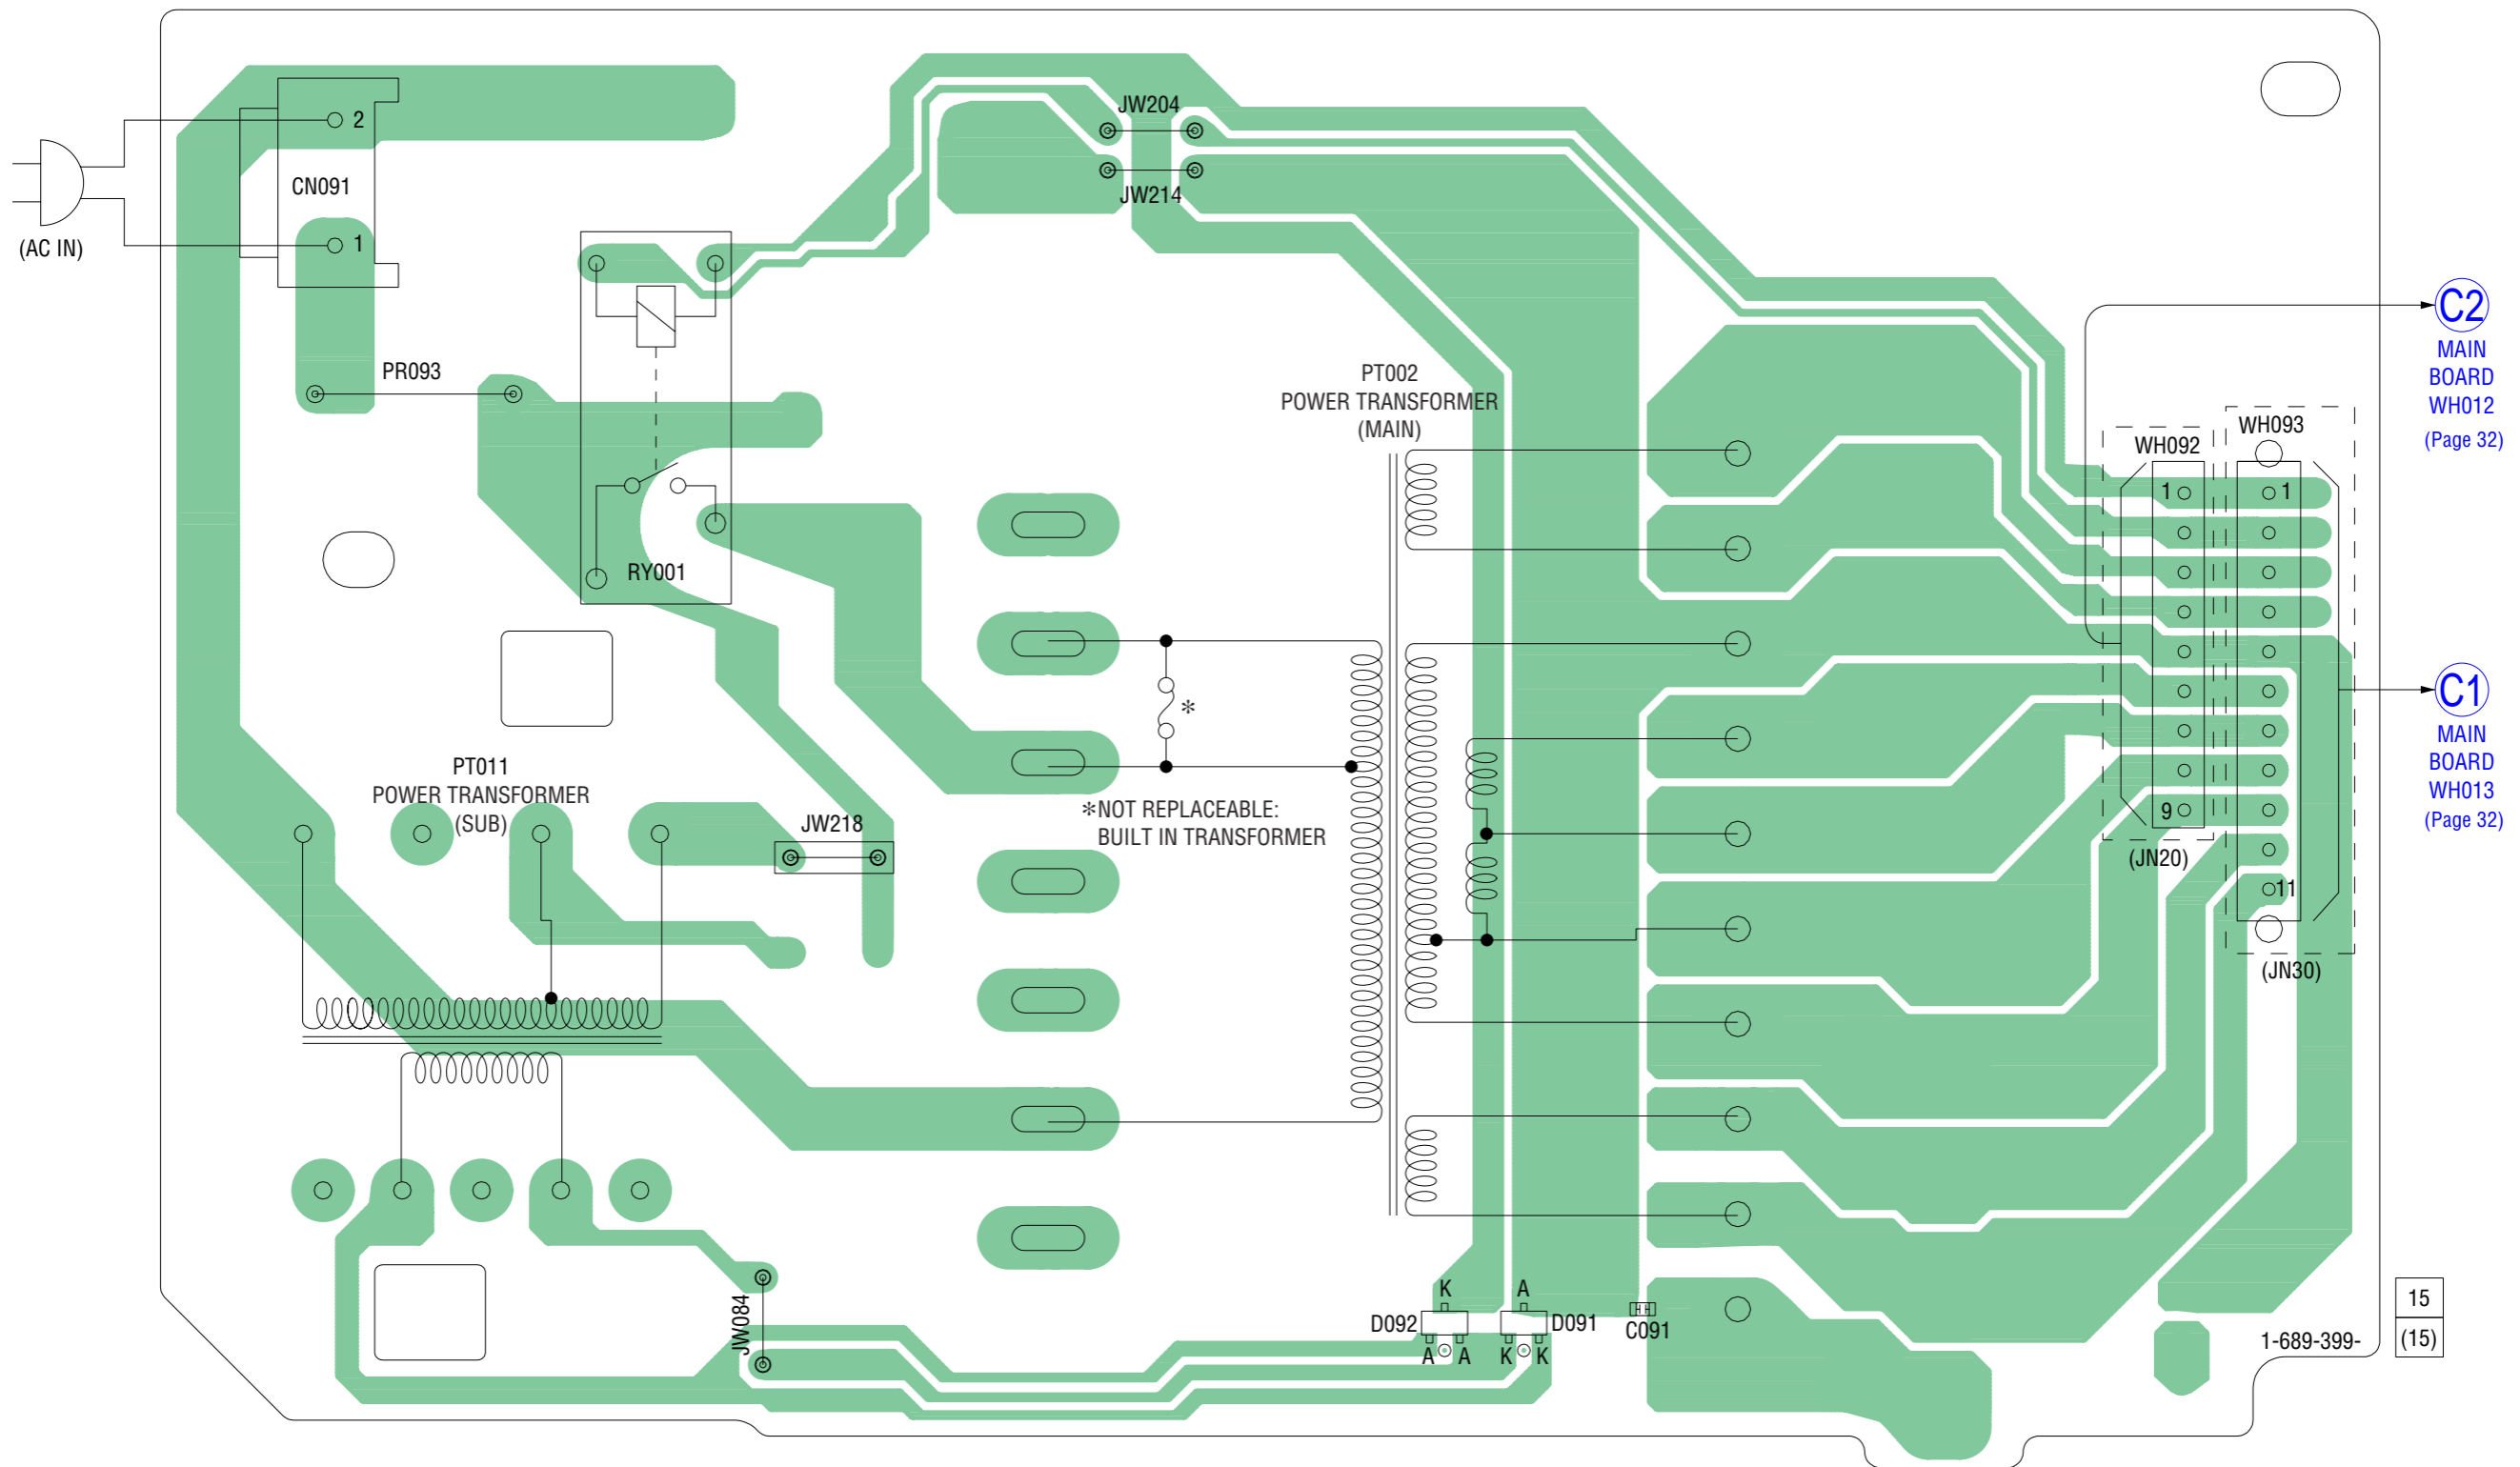 JW204
2
CN091
JW214
1
(AC IN)
C2
MAIN
BOARD
WH012
(Page 32)
PR093
PT002
POWER TRANSFORMER
(MAIN)
WH093
WH092
1
1
RY001
C1
MAIN
BOARD
WH013
(Page 32)
*
PT011
POWER TRANSFORMER
(SUB)
*NOT REPLACEABLE:
BUILT IN TRANSFORMER
JW218
9
(JN20)
11
(JN30)
JW084
K
A
D092
D091
C091
A
A
K
K
15
1-689-399-
(15)